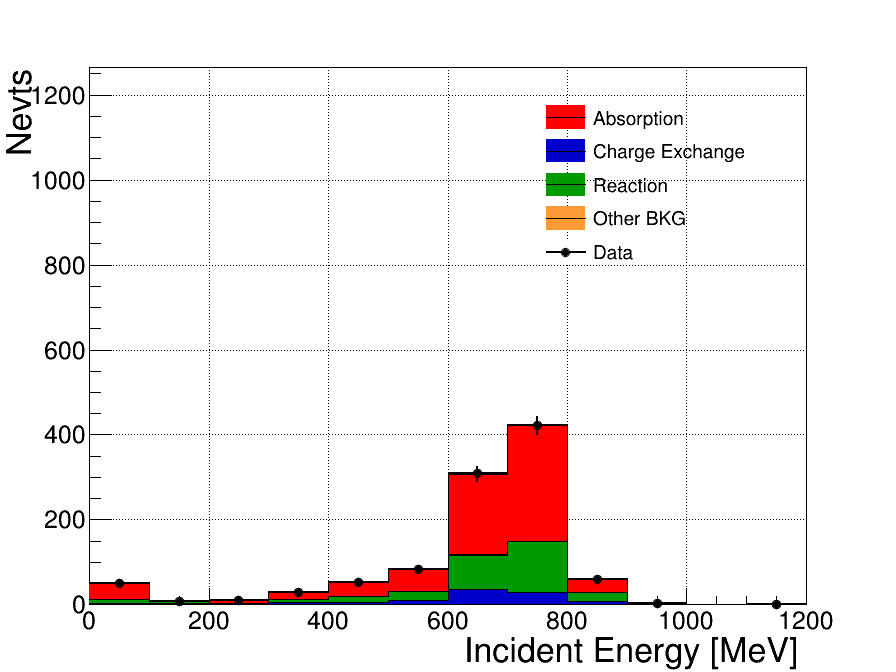 Nevts
1200
1000
800
600
400
200
0
Absorption
Charge Exchange
Reaction
Other BKG
Data
0 200 400 600 800 1000 1200
Incident Energy [MeV]